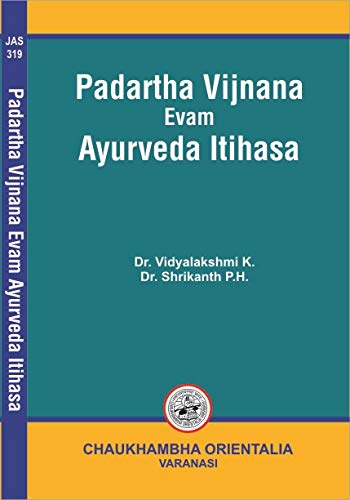 JAS
319
Padartha Vijnana Evam Ayurveda Itihasa
Padartha Vijnana
Evam
Ayurveda Itihasa
Dr. Vidyalakshmi K.
Dr. Shrikanth P.H.
CHAUKHAMBHA ORIENTALIA
VARANASI